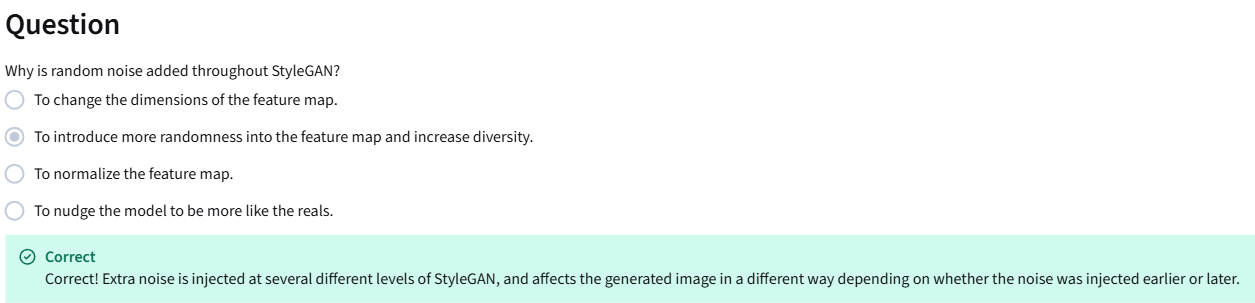 Question
Why is random noise added throughout StyleGAN?
To change the dimensions of the feature map.
To introduce more randomness into the feature map and increase diversity.
To normalize the feature map.
To nudge the model to be more like the reals.
Correct
Correct! Extra noise is injected at several different levels of StyleGAN, and affects the generated image in a different way depending on whether the noise was injected earlier or later.